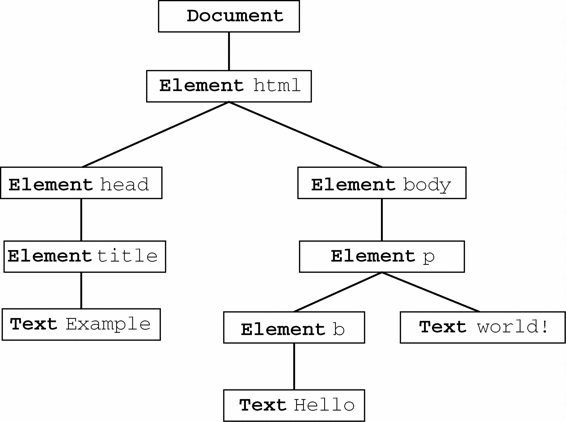 Document
Element html
Element head
Element body
Element title
Element p
Text Example
Element b
Text world!
Text Hello